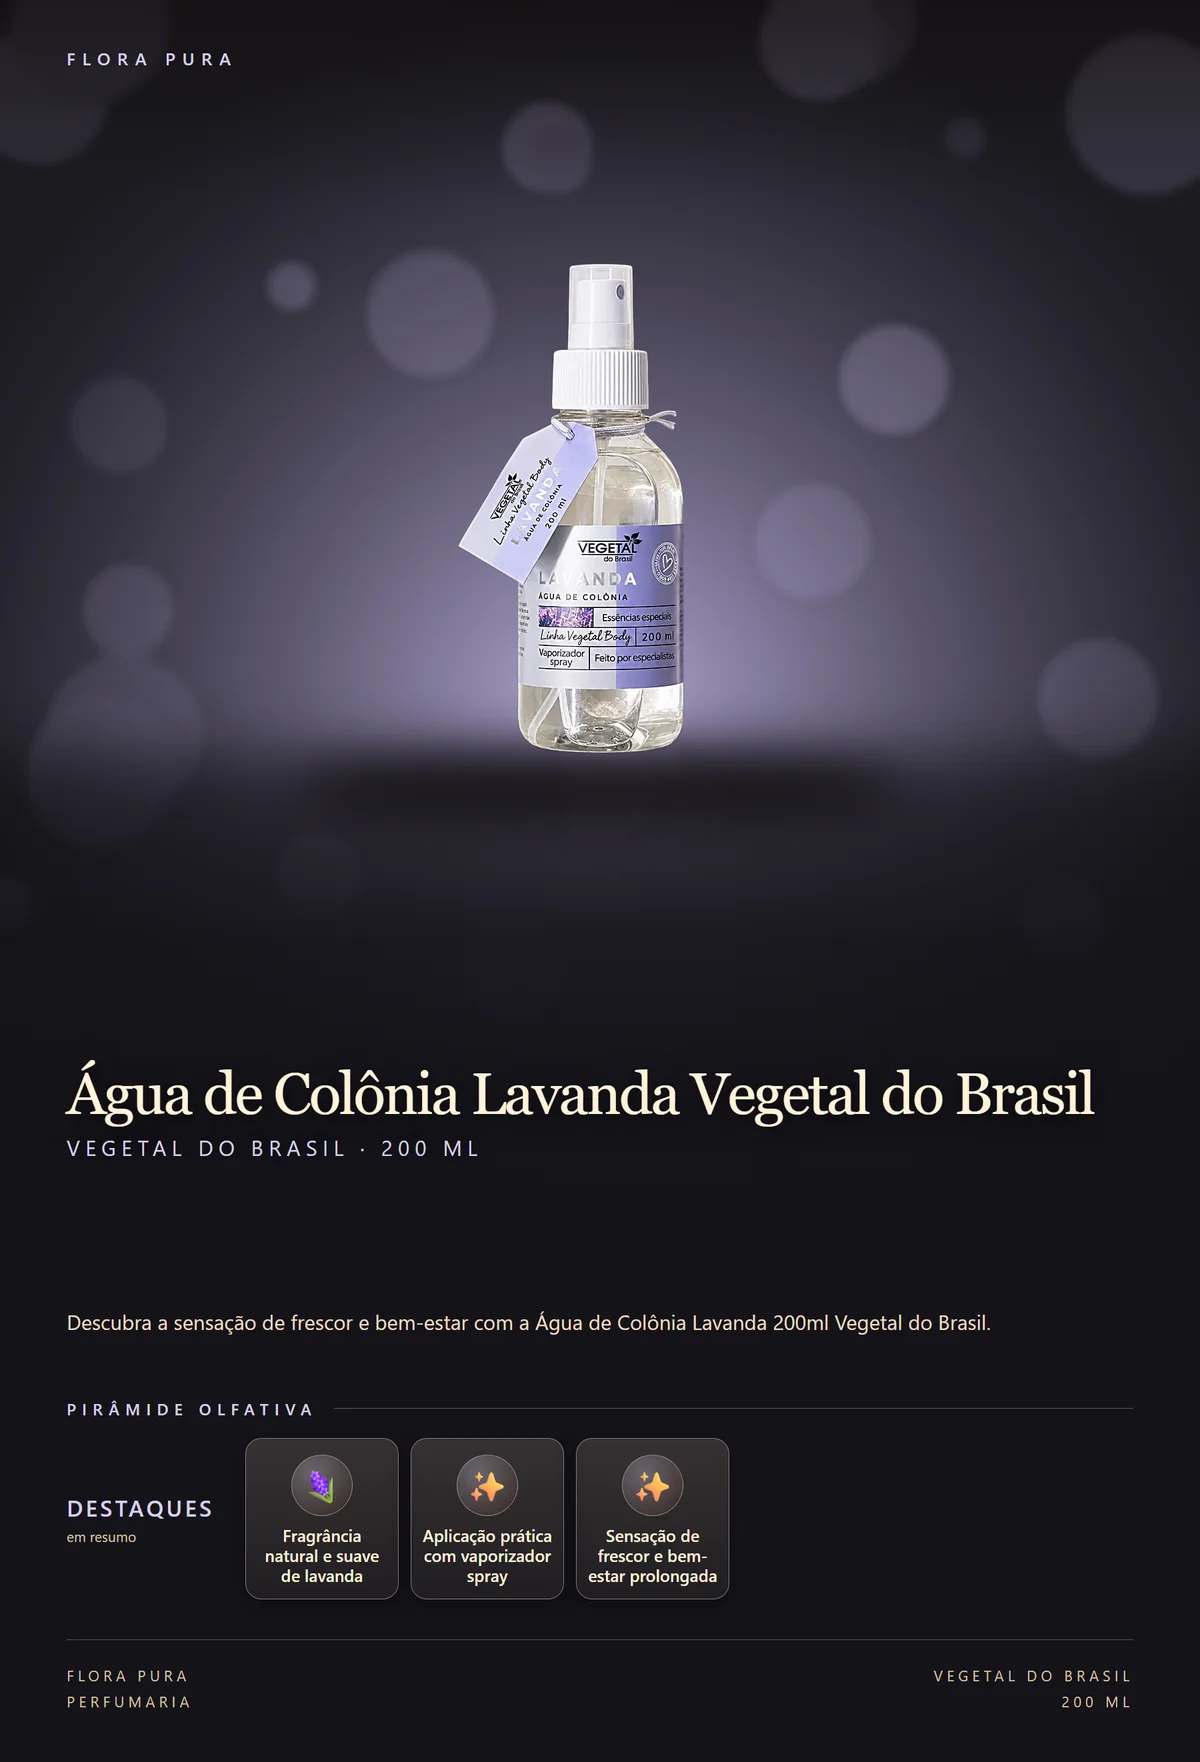 FLORA PURA
VEGETAL
do Brasil
Linha Vegetal Body
LAVANDA
ÁGUA DE COLÔNIA
200 ml
VEGETAL
do Brasil
LAVANDA
ÁGUA DE COLÔNIA
Essências especiais
Linha Vegetal Body 200 ml
Vaporizador
spray
Feito por especialistas
Água de Colônia Lavanda Vegetal do Brasil
VEGETAL DO BRASIL · 200 ML
Descubra a sensação de frescor e bem-estar com a Água de Colônia Lavanda 200ml Vegetal do Brasil.
PIRÂMIDE OLFATIVA
DESTAQUES
em resumo
Fragrância
natural e suave
de lavanda
Aplicação prática
com vaporizador
spray
Sensação de
frescor e bem-
estar prolongada
FLORA PURA
PERFUMARIA
VEGETAL DO BRASIL
200 ML